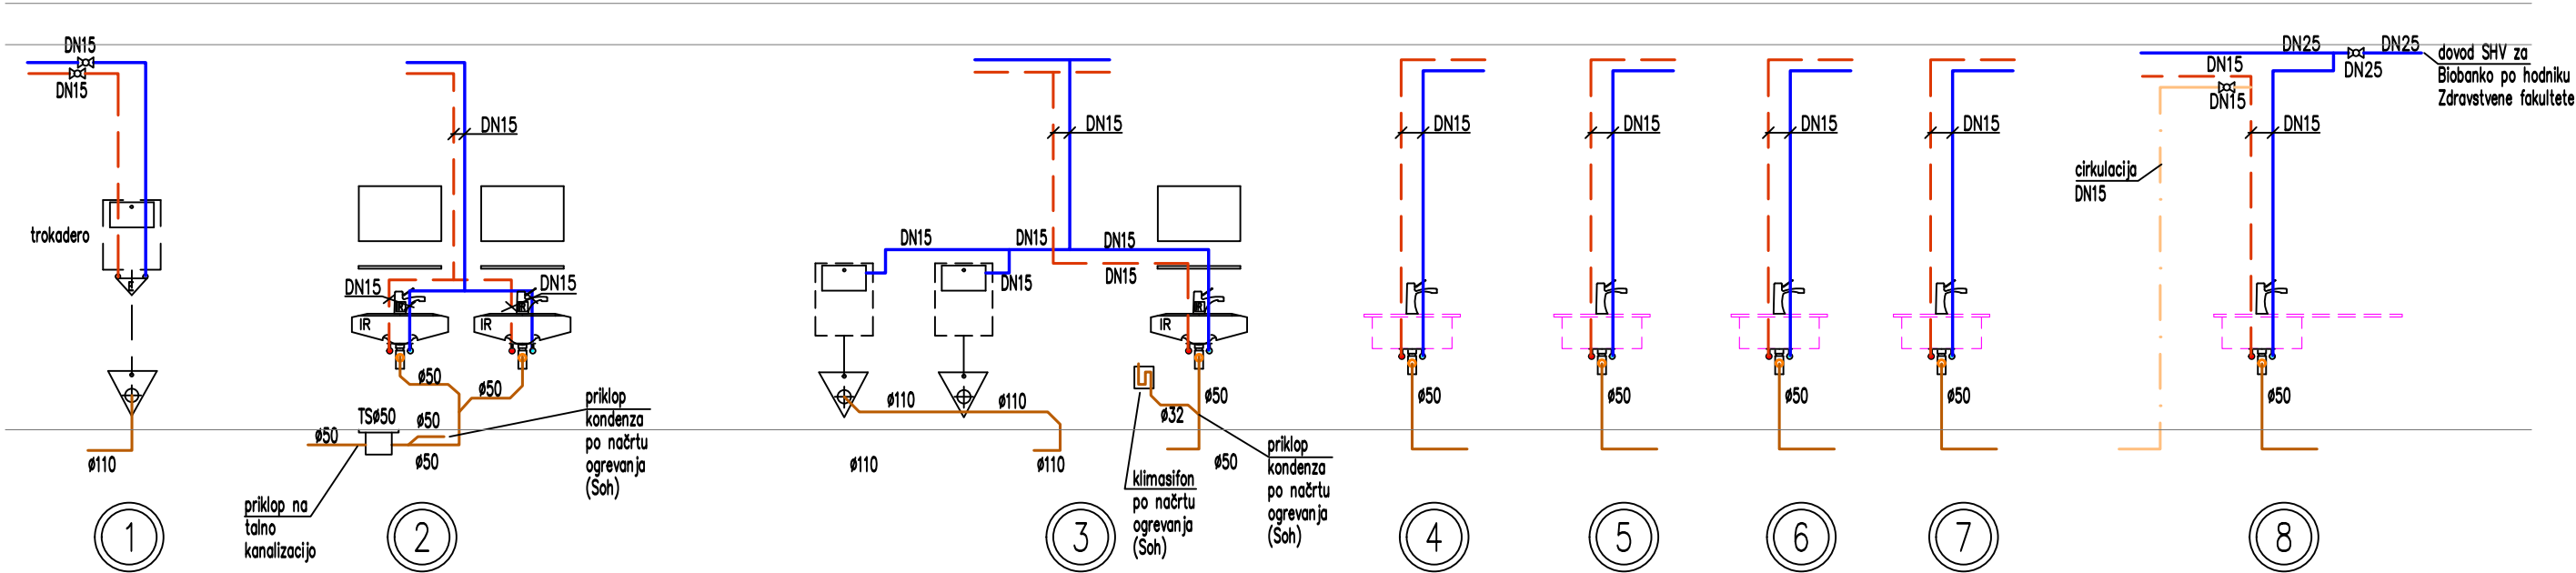 DN15
DN15
trokadero
E
ø110
1
DN15
DN15
DN15
IR
IR
ø50
ø50
TSø50
ø50
ø50
ø50
priklop
kondenza
po načrtu
ogrevanja
(Soh)
priklop na
talno
kanalizacijo
2
DN15
DN15
DN15
DN15
DN15
DN15
IR
ø110
ø110
ø32
ø50
ø110
ø110
ø50
klimasifon
po načrtu
ogrevanja
(Soh)
priklop
kondenza
po načrtu
ogrevanja
(Soh)
3
DN15
ø50
4
DN15
ø50
5
DN15
ø50
6
DN15
ø50
7
DN25
DN25
DN15
DN25
DN15
DN15
dovod SHV za
Biobanko po hodniku
Zdravstvene fakultete
cirkulacija
DN15
ø50
8